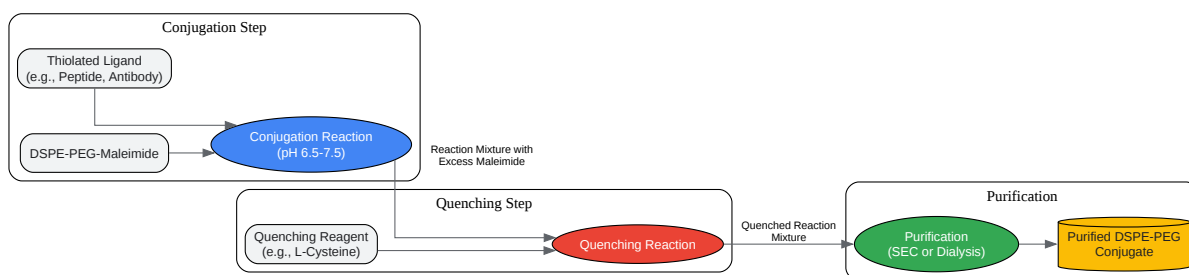 Conjugation Step
Thiolated Ligand
(e.g., Peptide, Antibody)
DSPE-PEG-Maleimide
Conjugation Reaction
(pH 6.5-7.5)
Reaction Mixture with
Excess Maleimide
Quenching Step
Quenching Reagent
(e.g., L-Cysteine)
Quenching Reaction
Quenched Reaction
Mixture
Purification
Purification
(SEC or Dialysis)
Purified DSPE-PEG
Conjugate